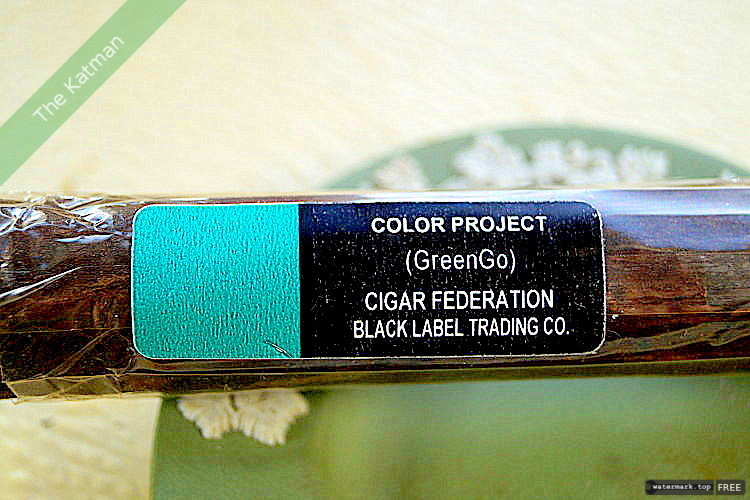 The Katman
COLOR PROJECT
(GreenGo)
CIGAR FEDERATION
BLACK LABEL TRADING CO.
watermark.top FREE